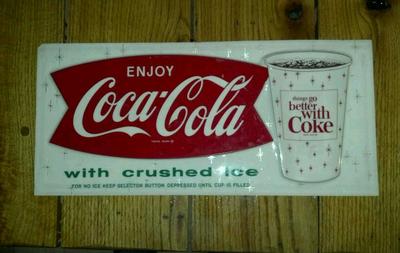 ENJOY
Coca-Cola
with crushed ice
..FOR NO ICE KEEP SELECTOR BUTTON DEPRESSED UNTIL CUP IS FILLED
things go
better
with
Coke